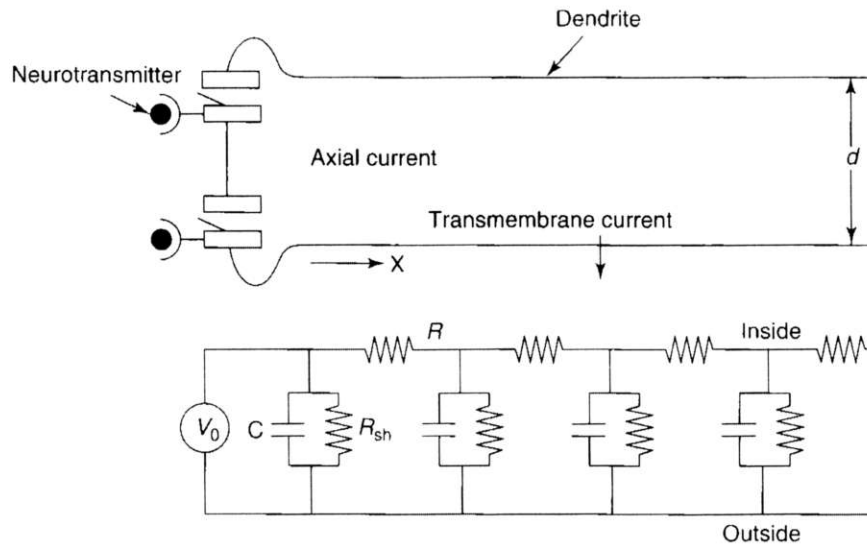 Dendrite
Neurotransmitter
d
Axial current
Transmembrane current
X
R
Inside
V₀
C
Rsh
Outside